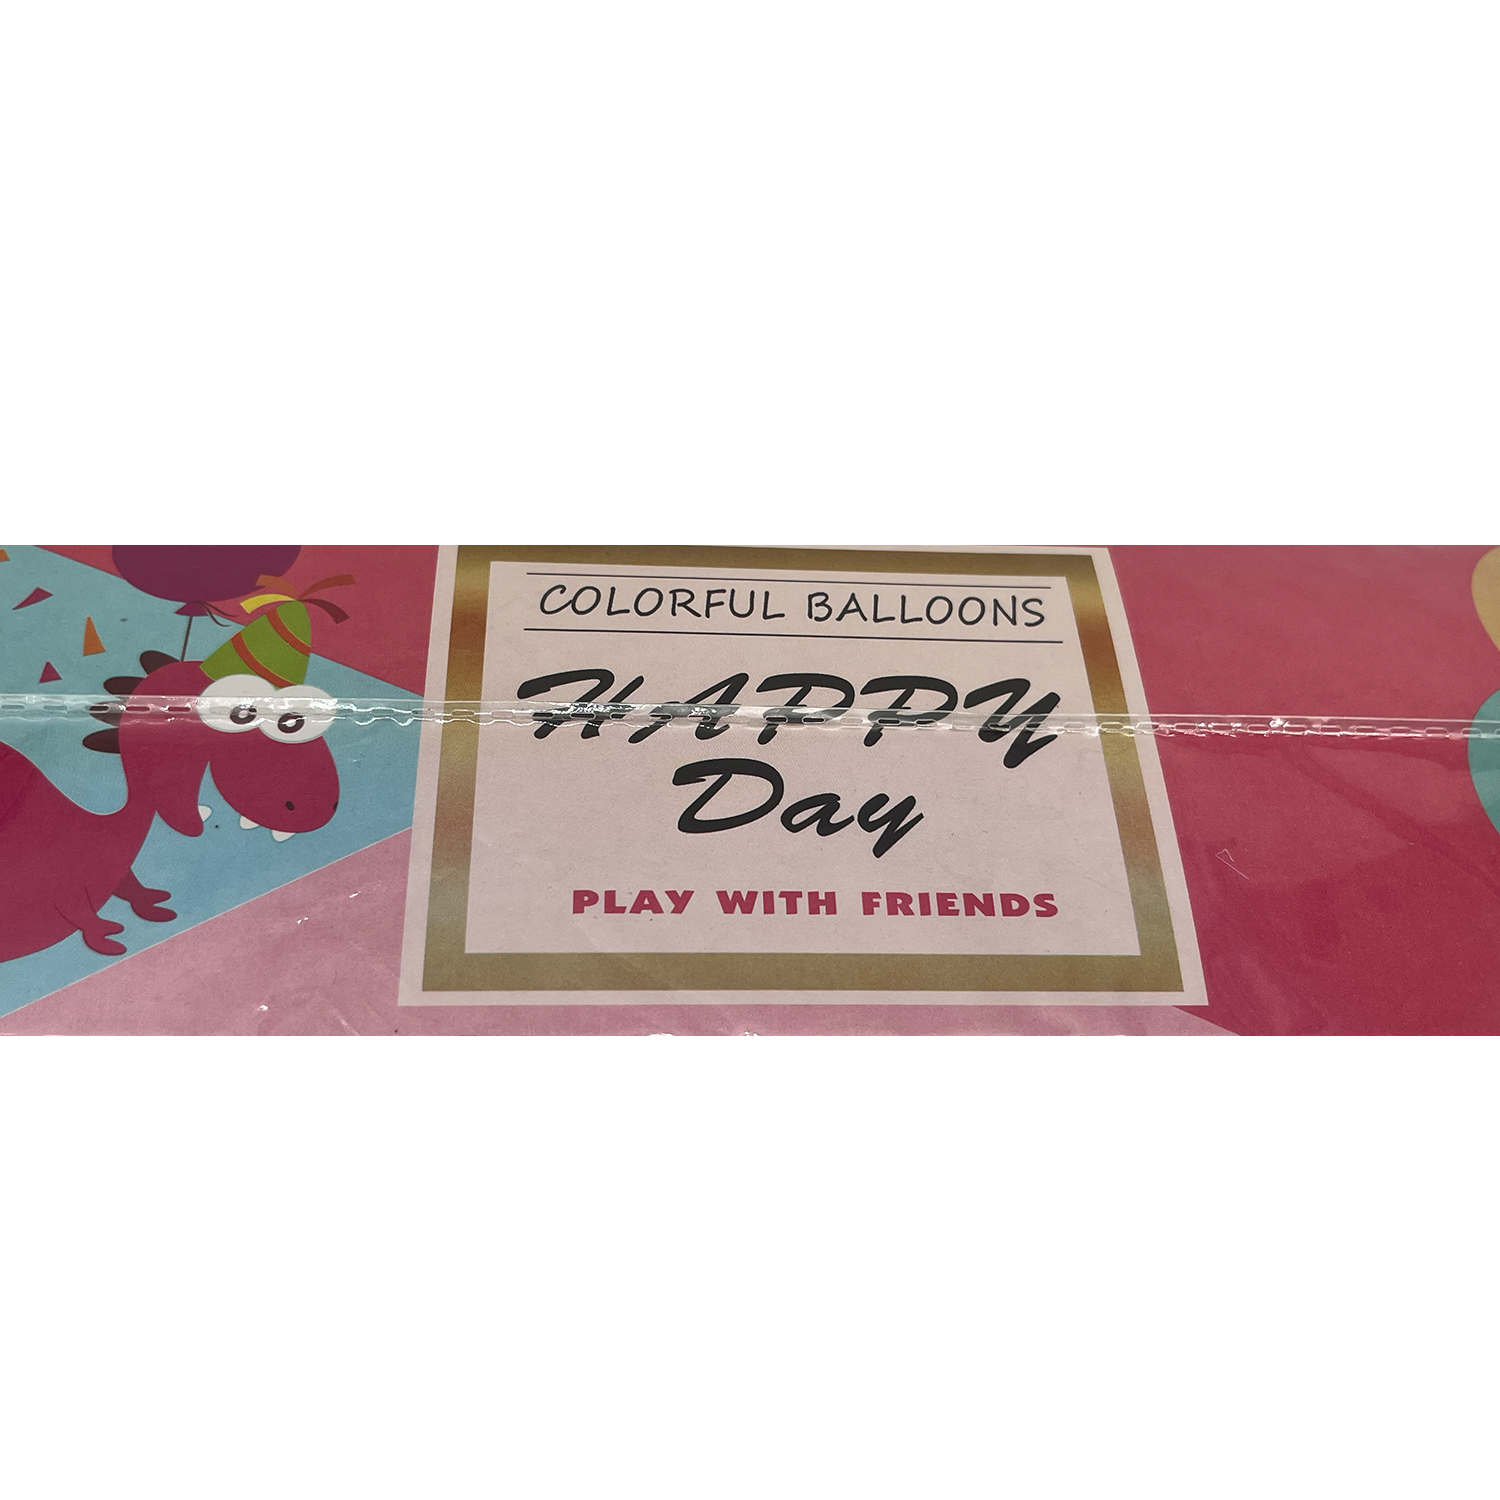 COLORFUL BALLOONS
HAPPY
Day
PLAY WITH FRIENDS